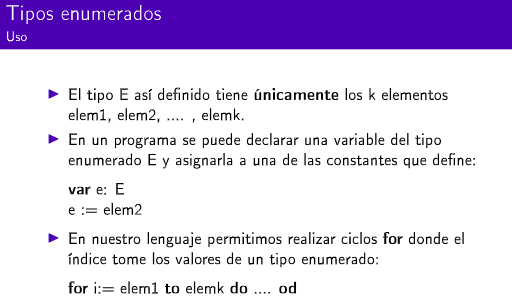 Tipos enumerados
Uso
El tipo E así definido tiene únicamente los k elementos
elem1, elem2, .... , elemk.
En un programa se puede declarar una variable del tipo
enumerado E y asignarla a una de las constantes que define:
var e: E
e := elem2
En nuestro lenguaje permitimos realizar ciclos for donde el
índice tome los valores de un tipo enumerado:
for i:= elem1 to elemk do .... od